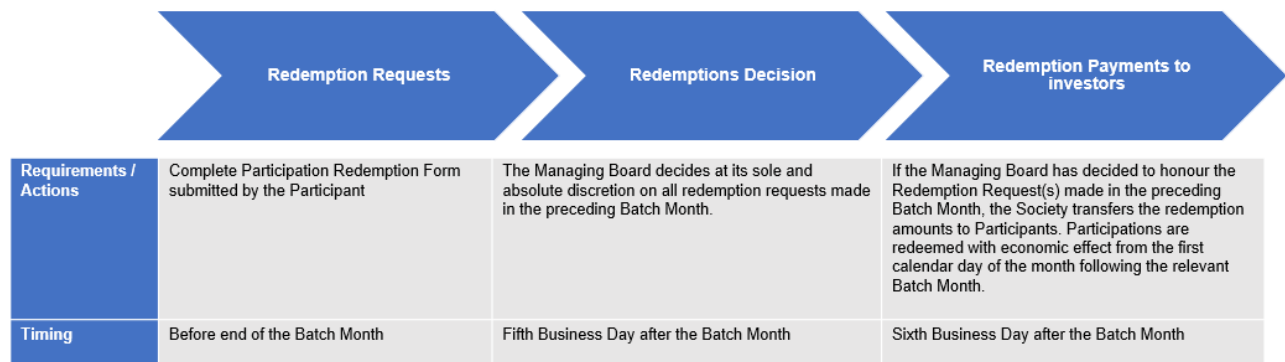 Redemption Requests
Redemptions Decision
Redemption Payments to
investors
Requirements /
Actions
Complete Participation Redemption Form
submitted by the Participant
The Managing Board decides at its sole and
absolute discretion on all redemption requests made
in the preceding Batch Month.
If the Managing Board has decided to honour the
Redemption Request(s) made in the preceding
Batch Month, the Society transfers the redemption
amounts to Participants. Participations are
redeemed with economic effect from the first
calendar day of the month following the relevant
Batch Month.
Timing
Before end of the Batch Month
Fifth Business Day after the Batch Month
Sixth Business Day after the Batch Month